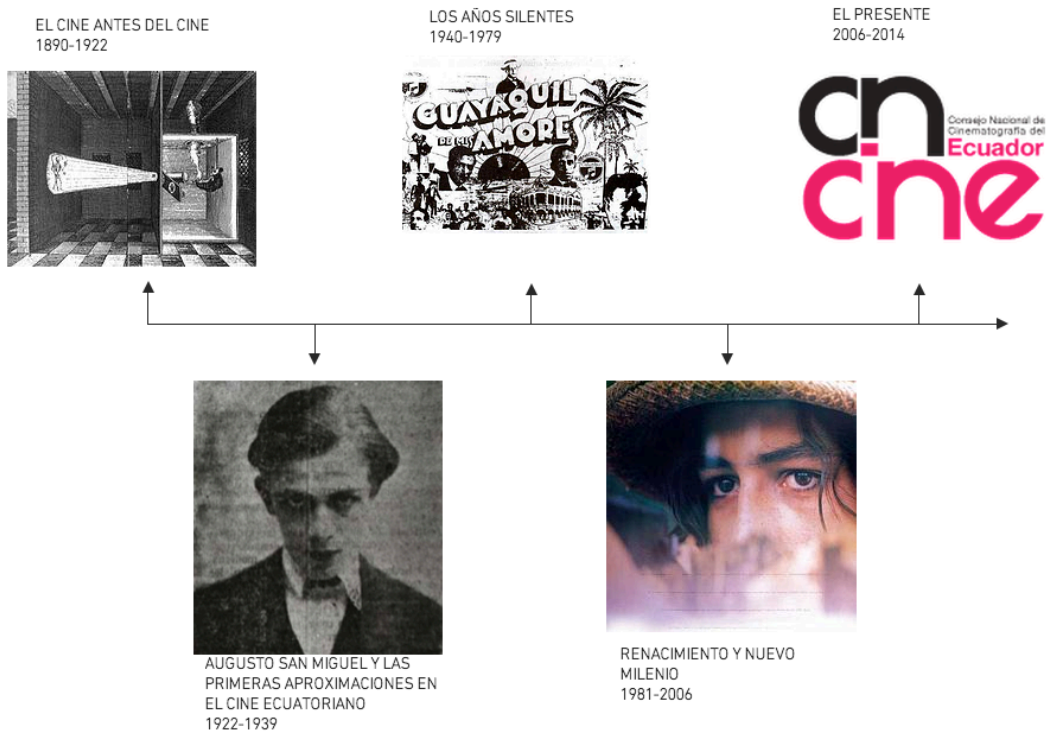 EL CINE ANTES DEL CINE
1890-1922
LOS AÑOS SILENTES
1940-1979
EL PRESENTE
2006-2014
GUAYAQUIL
DE MIS AMORES
cn
Consejo Nacional de
Cinematografía del
Ecuador
cine
AUGUSTO SAN MIGUEL Y LAS
PRIMERAS APROXIMACIONES EN
EL CINE ECUATORIANO
1922-1939
RENACIMIENTO Y NUEVO
MILENIO
1981-2006